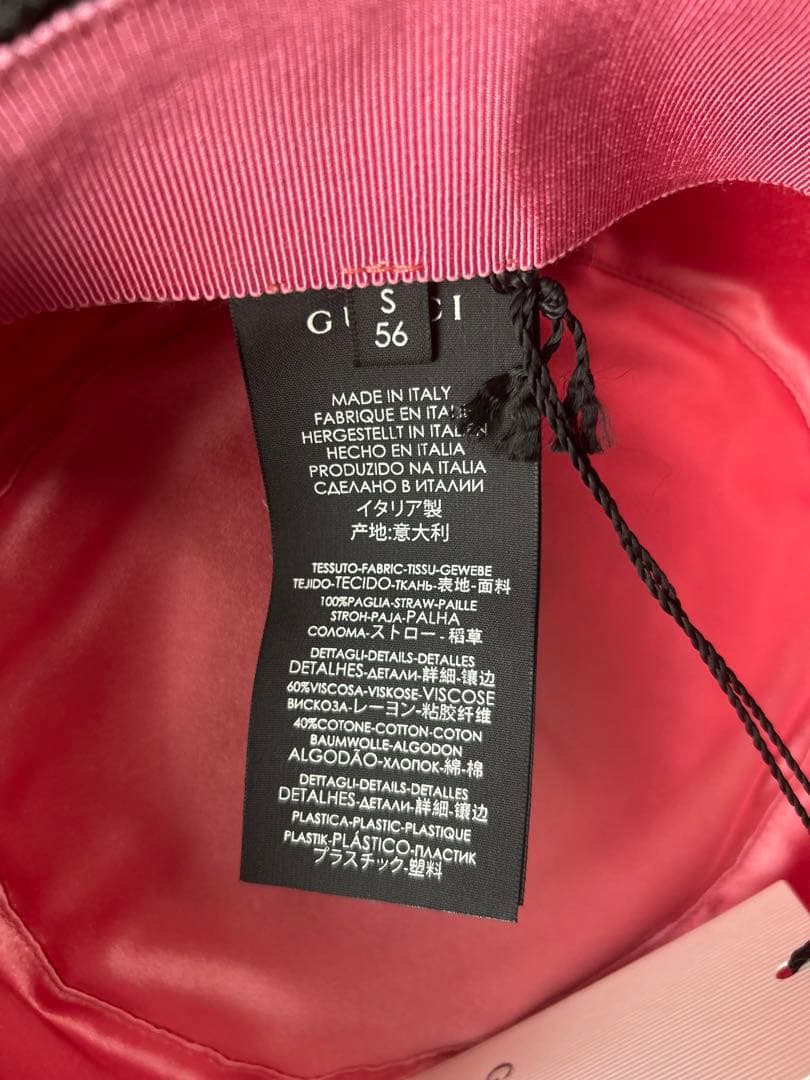 S
56
MADE IN ITALY
FABRIQUE EN
HERGESTELLT IN ITALIEN
HECHO EN ITALIA
PRODUZIDO NA ITALIA
СДЕЛАНО В ИТАЛИИ
イタリア製
产地:意大利
TESSUTO-FABRIC-TISSU-GEWEBE
TEJIDO-TECIDO-ТКАНЬ-表地-面料
100%PAGLIA-STRAW-PAILLE
STROH-PAJA-PALHA
СОЛОМА-ストロー-稻草
DETTAGLI-DETAILS-DETALLES
DETALHES-ДЕТАЛИ-詳細-镶边
60%VISCOSA-VISKOSE-VISCOSE
ВИСКОЗА-レーヨン-粘胶纤维
40%COTONE-COTTON-COTON
BAUMWOLLE-ALGODON
ALGODÃO-ХЛОПОК-綿-棉
DETTAGLI-DETAILS-DETALLES
DETALHES-ДЕТАЛИ-詳細-镶边
PLASTICA-PLASTIC-PLASTIQUE
PLASTIK-PLÁSTICO-ПЛАСТИК
プラスチック-塑料